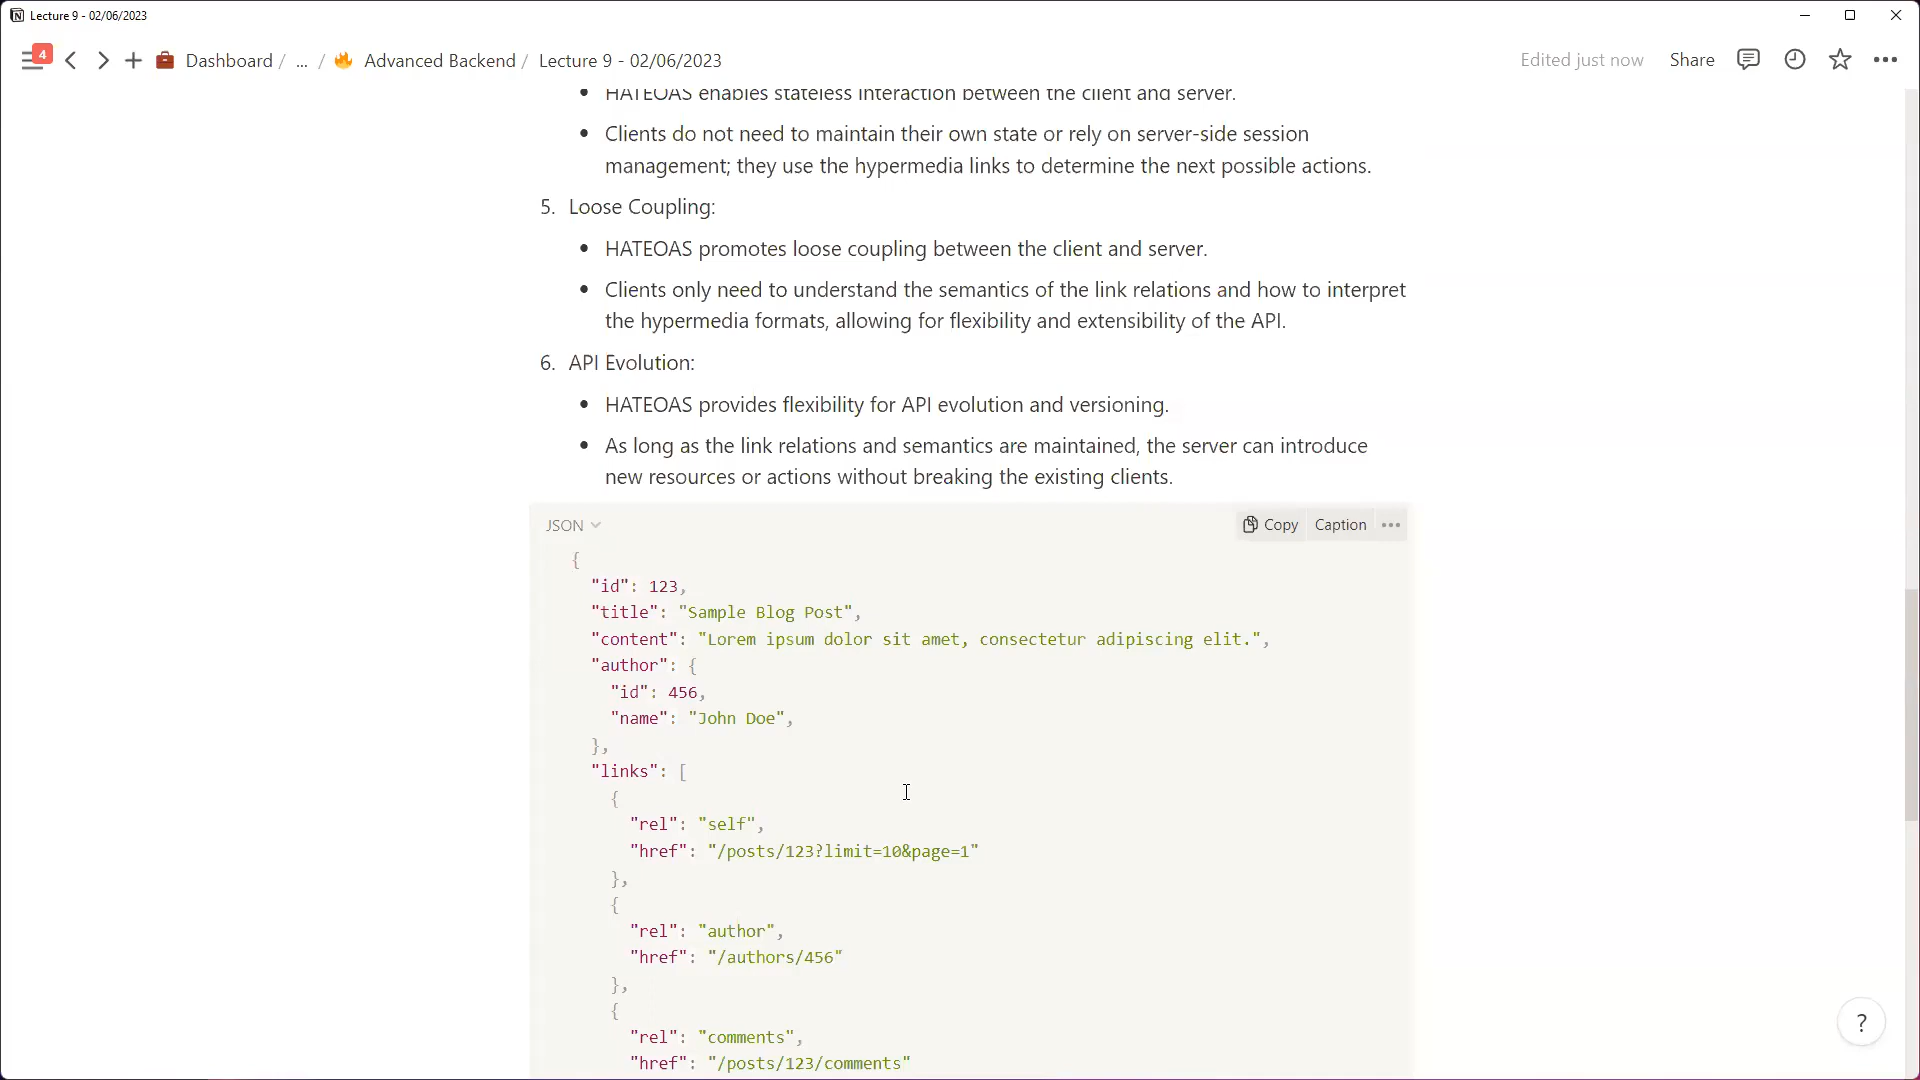 Lecture 9 - 02/06/2023
4
Dashboard / ... / Advanced Backend / Lecture 9 - 02/06/2023
Edited just now Share
• HATEOAS enables stateless interaction between the client and server.
• Clients do not need to maintain their own state or rely on server-side session
management; they use the hypermedia links to determine the next possible actions.
5. Loose Coupling:
• HATEOAS promotes loose coupling between the client and server.
• Clients only need to understand the semantics of the link relations and how to interpret
the hypermedia formats, allowing for flexibility and extensibility of the API.
6. API Evolution:
• HATEOAS provides flexibility for API evolution and versioning.
• As long as the link relations and semantics are maintained, the server can introduce
new resources or actions without breaking the existing clients.
JSON Copy Caption
{
"id": 123,
"title": "Sample Blog Post",
"content": "Lorem ipsum dolor sit amet, consectetur adipiscing elit.",
"author": {
"id": 456,
"name": "John Doe",
},
"links": [
{
"rel": "self",
"href": "/posts/123?limit=10&page=1"
},
{
"rel": "author",
"href": "/authors/456"
},
{
"rel": "comments",
"href": "/posts/123/comments"
?